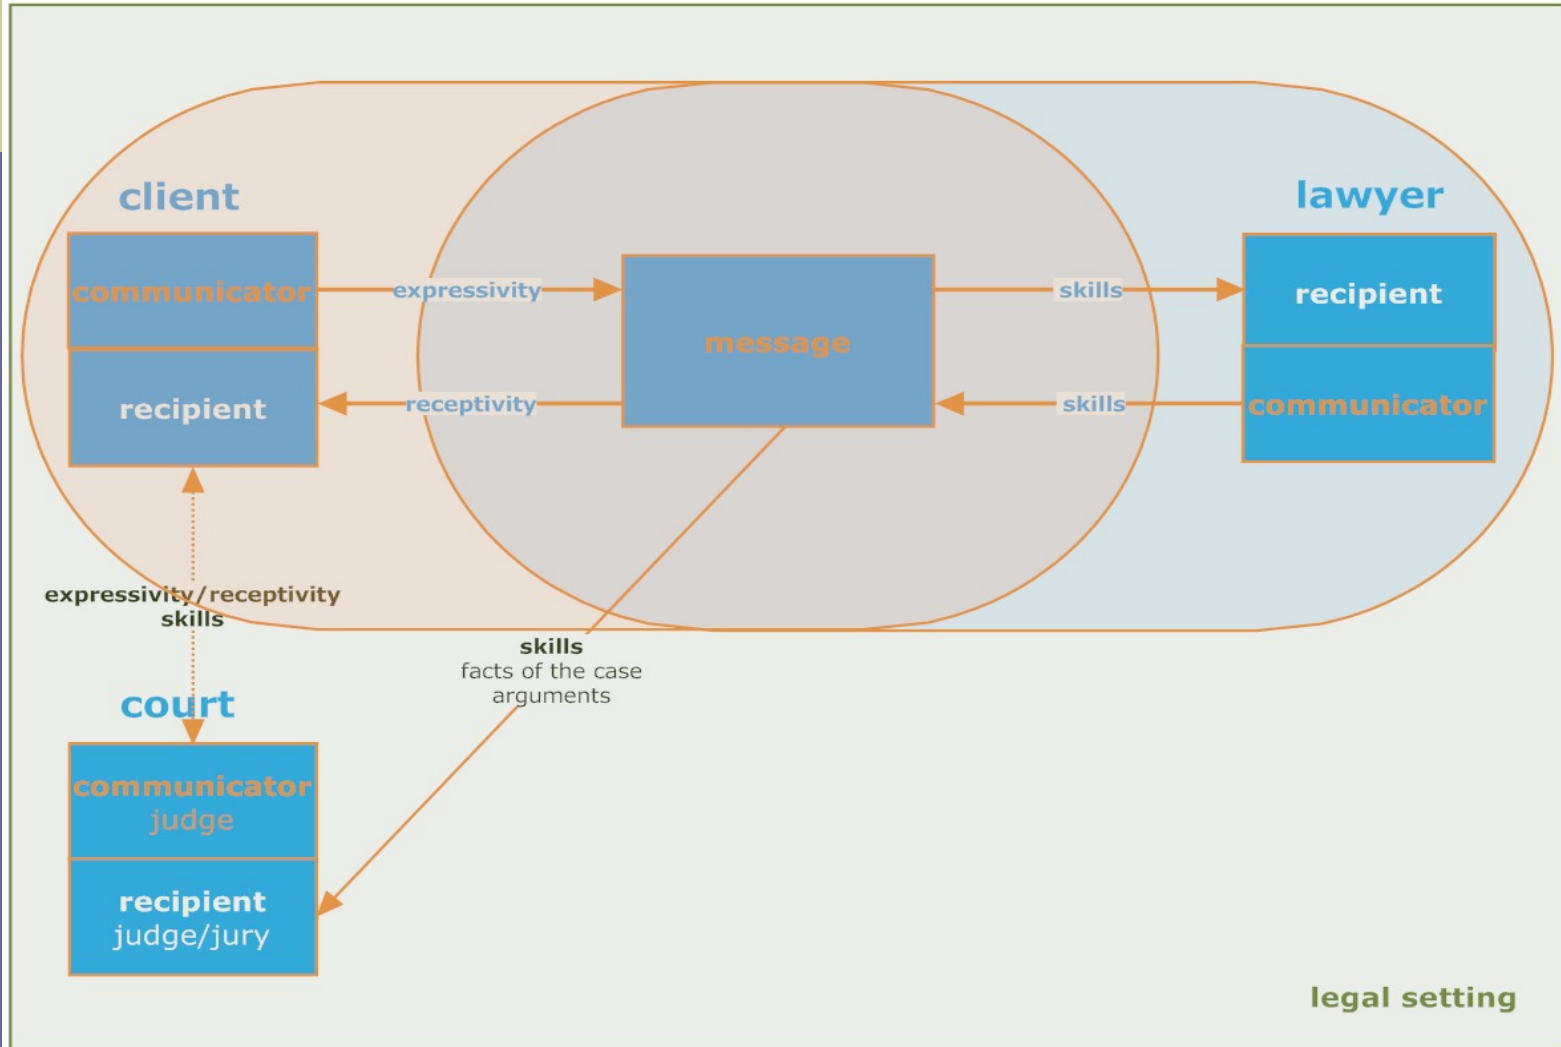 client
lawyer
communicator
expressivity
message
skills
recipient
recipient
receptivity
skills
communicator
expressivity/receptivity
skills
skills
facts of the case
arguments
court
communicator
judge
recipient
judge/jury
legal setting